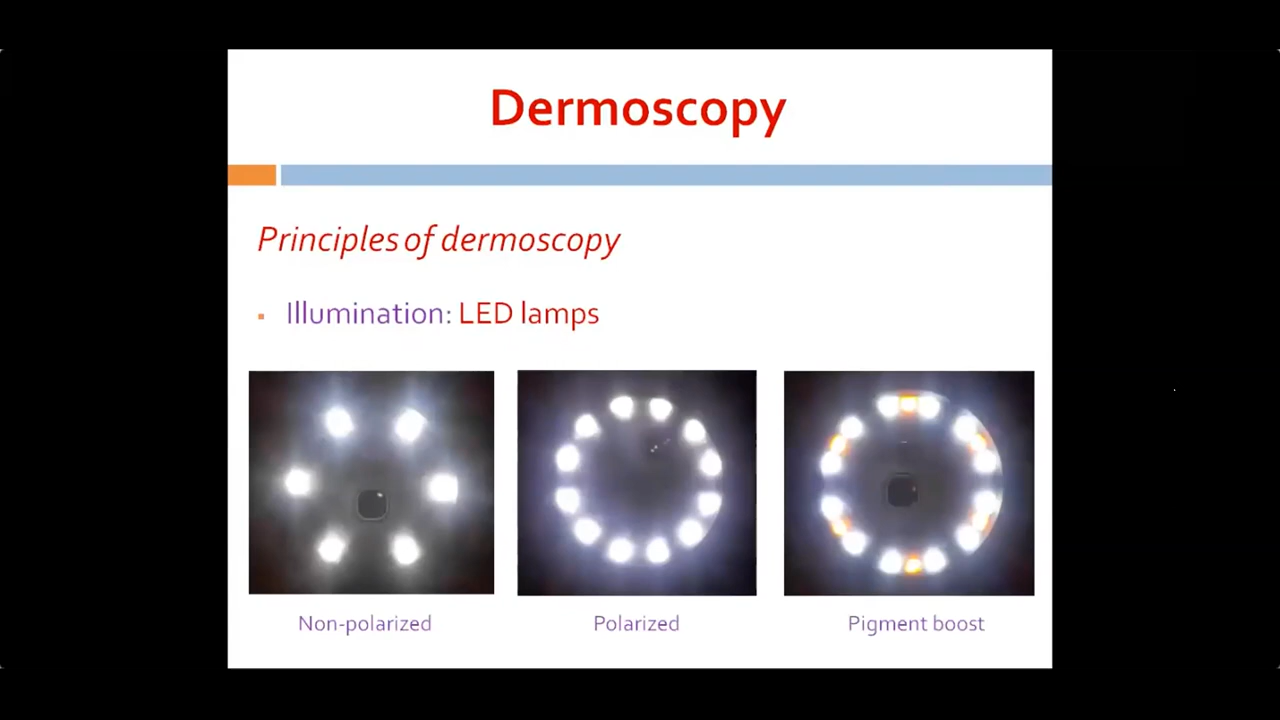 Dermoscopy
Principles of dermoscopy
▪ Illumination: LED lamps
Non-polarized
Polarized
Pigment boost